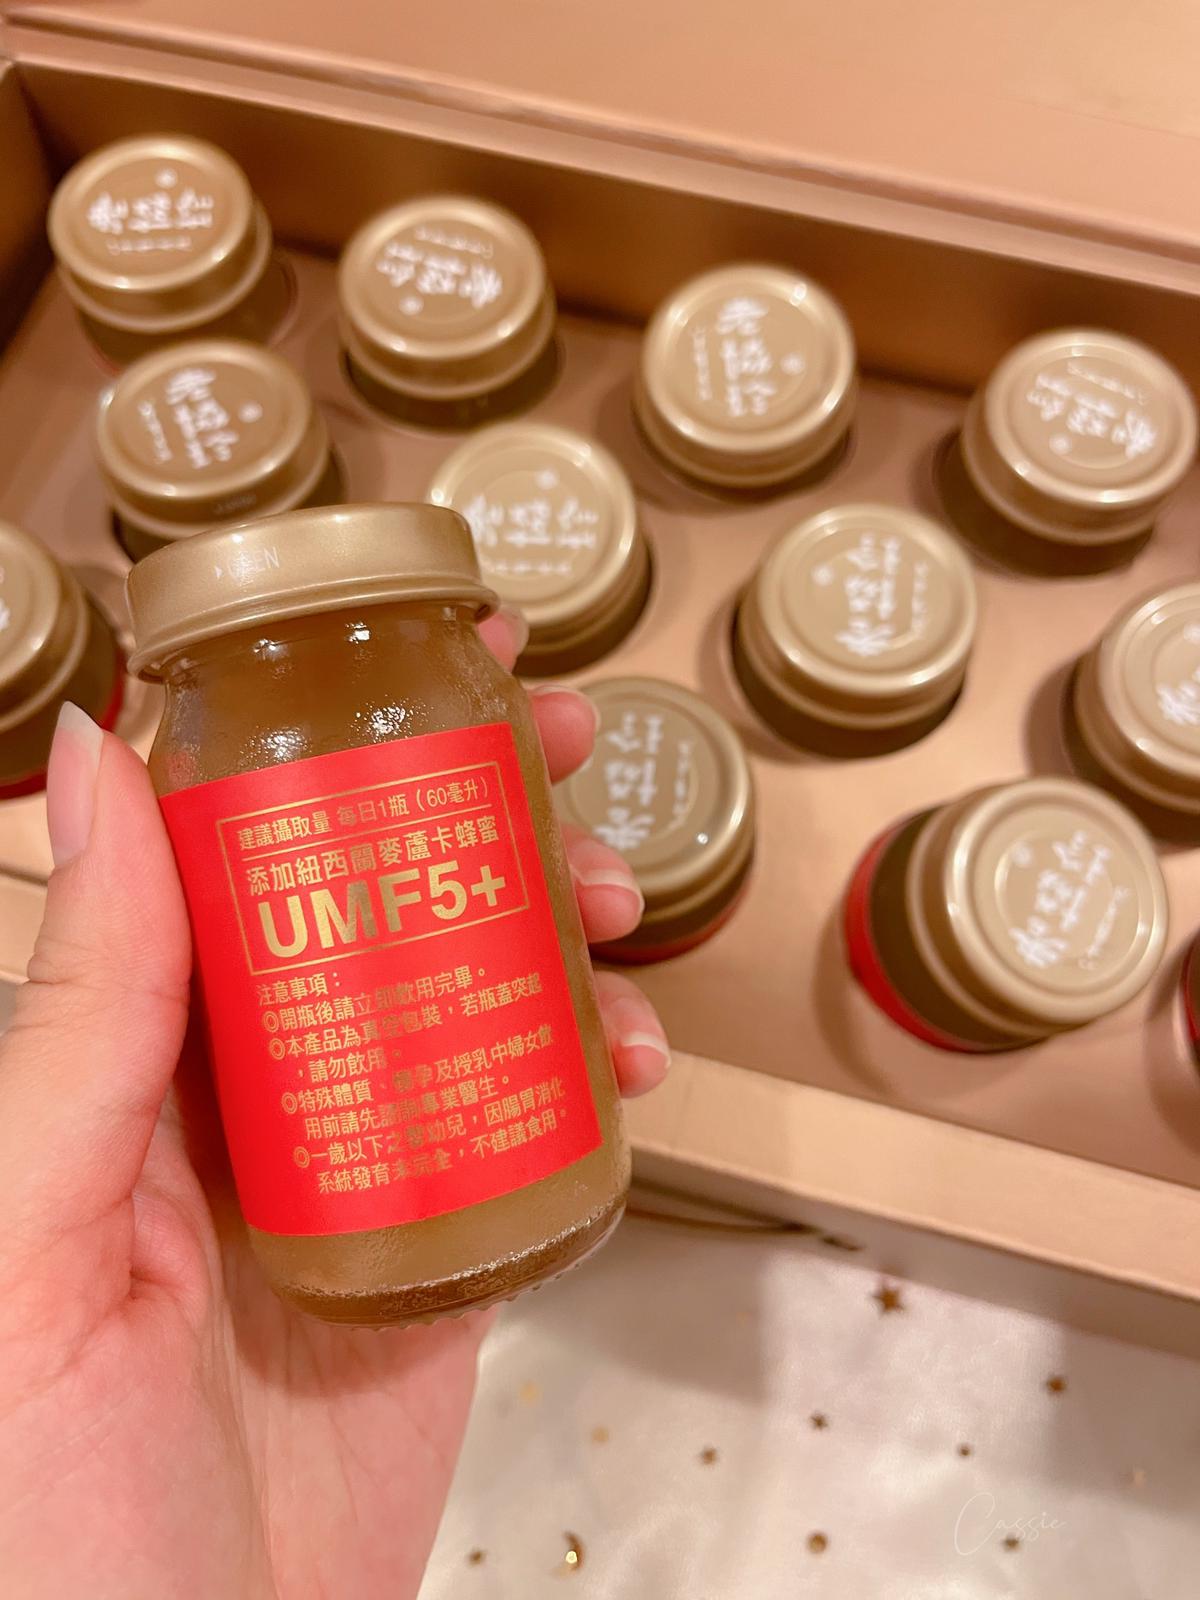 OPEN
建議攝取量 每日1瓶（60毫升）
添加紐西蘭麥蘆卡蜂蜜
UMF5+
注意事項：
◎開瓶後請立即飲用完畢。
◎本產品為真空包裝，若瓶蓋突起
，請勿飲用。
◎特殊體質、懷孕及授乳中婦女飲
用前請先諮詢專業醫生。
◎一歲以下之嬰幼兒，因腸胃消化
系統發育未完全，不建議食用。
老協珍
Cassie